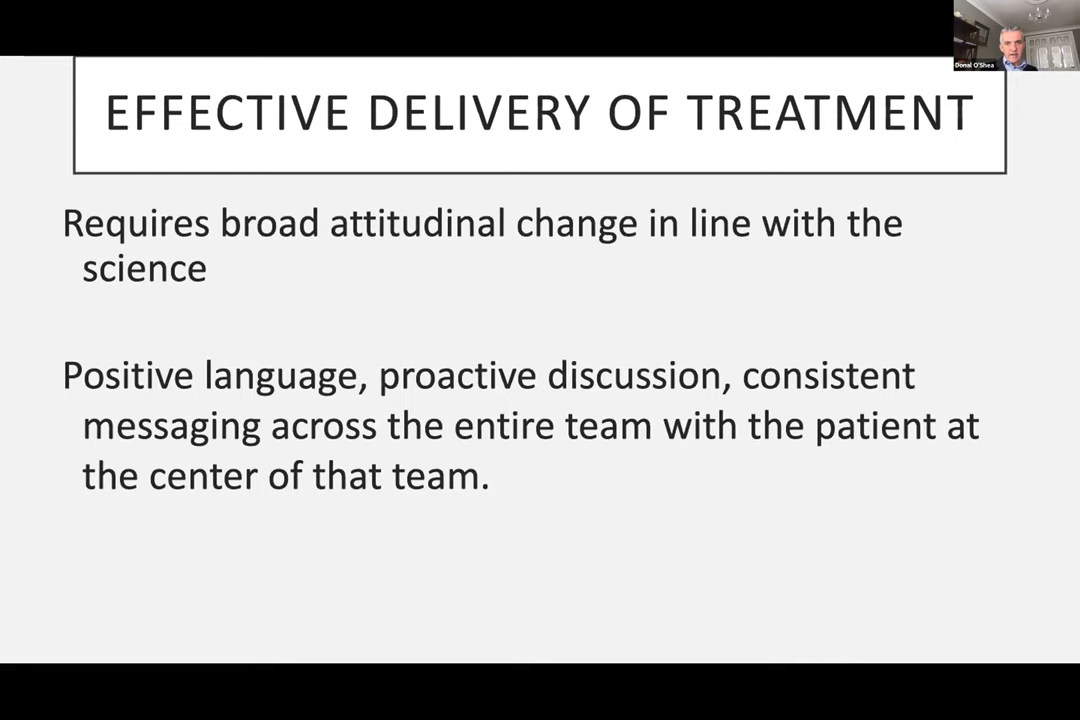 Donal O'Shea
EFFECTIVE DELIVERY OF TREATMENT
Requires broad attitudinal change in line with the
science
Positive language, proactive discussion, consistent
messaging across the entire team with the patient at
the center of that team.